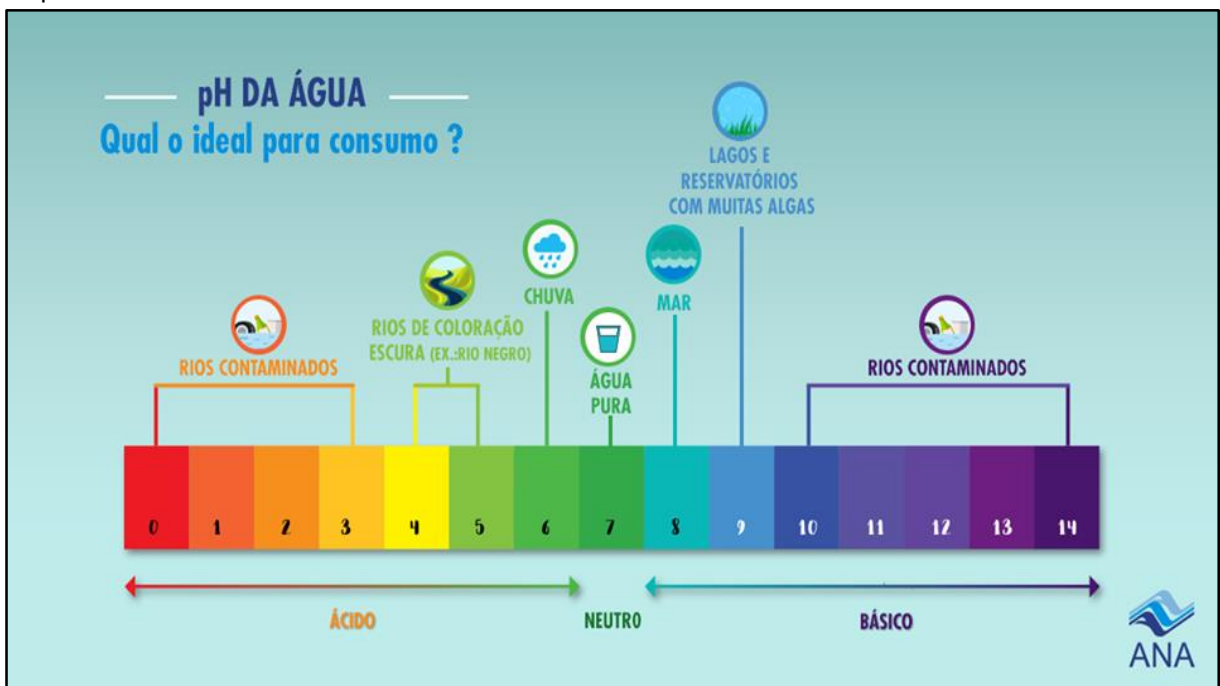 pH DA ÁGUA
Qual o ideal para consumo ?
LAGOS E
RESERVATÓRIOS
COM MUITAS ALGAS
CHUVA
MAR
RIOS DE COLORAÇÃO
ESCURA (EX.:RIO NEGRO)
RIOS CONTAMINADOS
ÁGUA
PURA
RIOS CONTAMINADOS
0 1 2 3 4 5 6 7 8 9 10 11 12 13 14
ÁCIDO NEUTRO BÁSICO
ANA